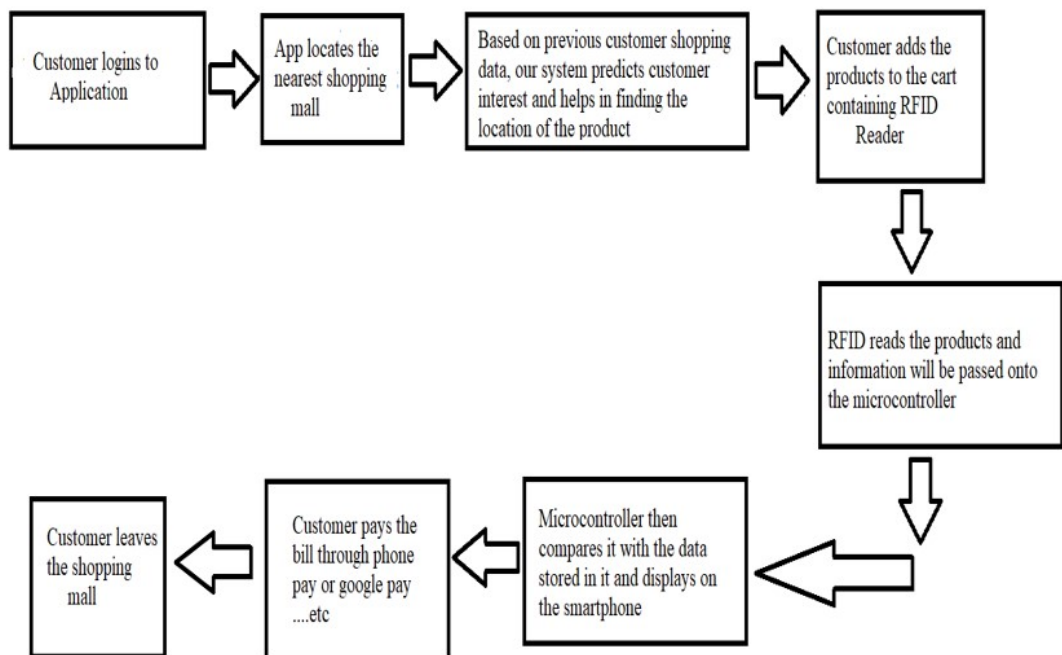 Customer logins to
Application
App locates the
nearest shopping
mall
Based on previous customer shopping
data, our system predicts customer
interest and helps in finding the
location of the product
Customer adds the
products to the cart
containing RFID
Reader
RFID reads the products and
information will be passed onto
the microcontroller
Microcontroller then
compares it with the data
stored in it and displays on
the smartphone
Customer pays the
bill through phone
pay or google pay
....etc
Customer leaves
the shopping
mall